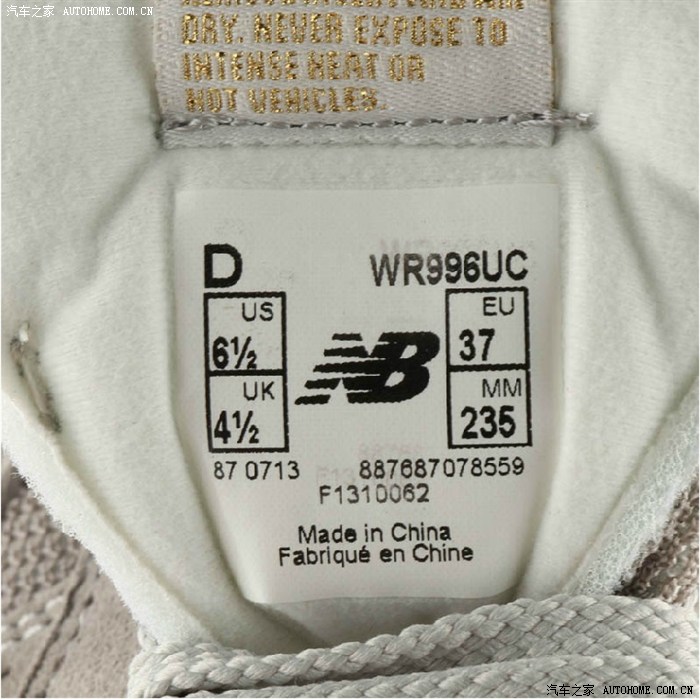 汽车之家 AUTOHOME.COM.CN
DRY. NEVER EXPOSE TO
INTENSE HEAT OR
HOT VEHICLES.
D WR996UC
US EU
6½ 37
NB
UK MM
4½ 235
87 0713 887687078559
F1310062
Made in China
Fabriqué en Chine
汽车之家 AUTOHOME.COM.CN